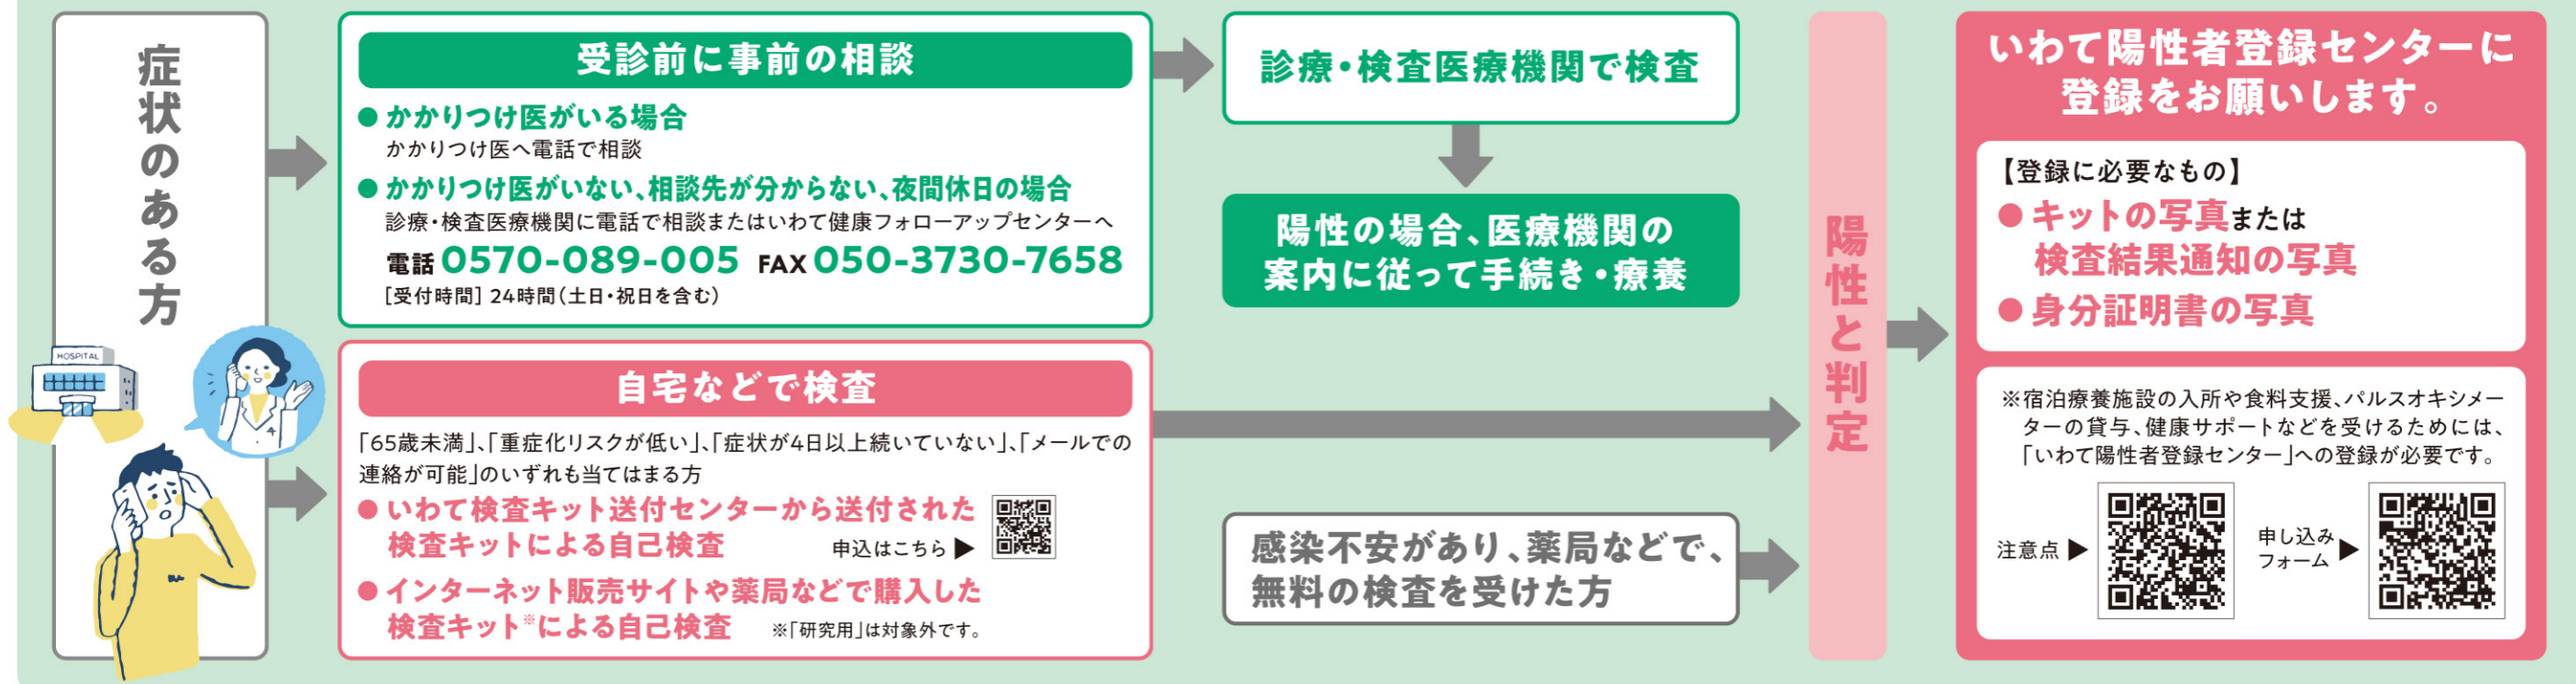 症状のある方
HOSPITAL
受診前に事前の相談
●かかりつけ医がいる場合
かかりつけ医へ電話で相談
●かかりつけ医がいない、相談先が分からない、夜間休日の場合
診療・検査医療機関に電話で相談またはいわて健康フォローアップセンターへ
電話 0570-089-005 FAX 050-3730-7658
[受付時間] 24時間(土日・祝日を含む)
自宅などで検査
「65歳未満」、「重症化リスクが低い」、「症状が4日以上続いていない」、「メールでの
連絡が可能」のいずれも当てはまる方
●いわて検査キット送付センターから送付された
検査キットによる自己検査 申込はこちら▶
●インターネット販売サイトや薬局などで購入した
検査キット※による自己検査 ※「研究用」は対象外です。
診療・検査医療機関で検査
陽性の場合、医療機関の
案内に従って手続き・療養
感染不安があり、薬局などで、
無料の検査を受けた方
陽性と判定
いわて陽性者登録センターに
登録をお願いします。
【登録に必要なもの】
●キットの写真または
検査結果通知の写真
●身分証明書の写真
※宿泊療養施設の入所や食料支援、パルスオキシメー
ターの貸与、健康サポートなどを受けるためには、
「いわて陽性者登録センター」への登録が必要です。
注意点▶
申し込み
フォーム▶